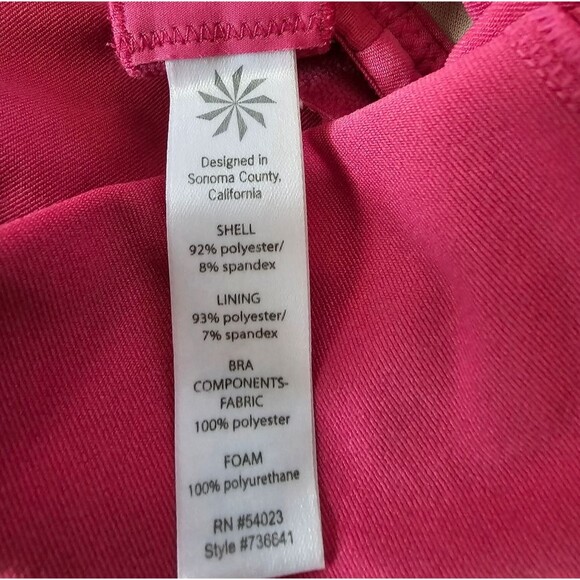 Designed in
Sonoma County,
California
SHELL
92% polyester/
8% spandex
LINING
93% polyester/
7% spandex
BRA
COMPONENTS-
FABRIC
100% polyester
FOAM
100% polyurethane
RN #54023
Style #736641